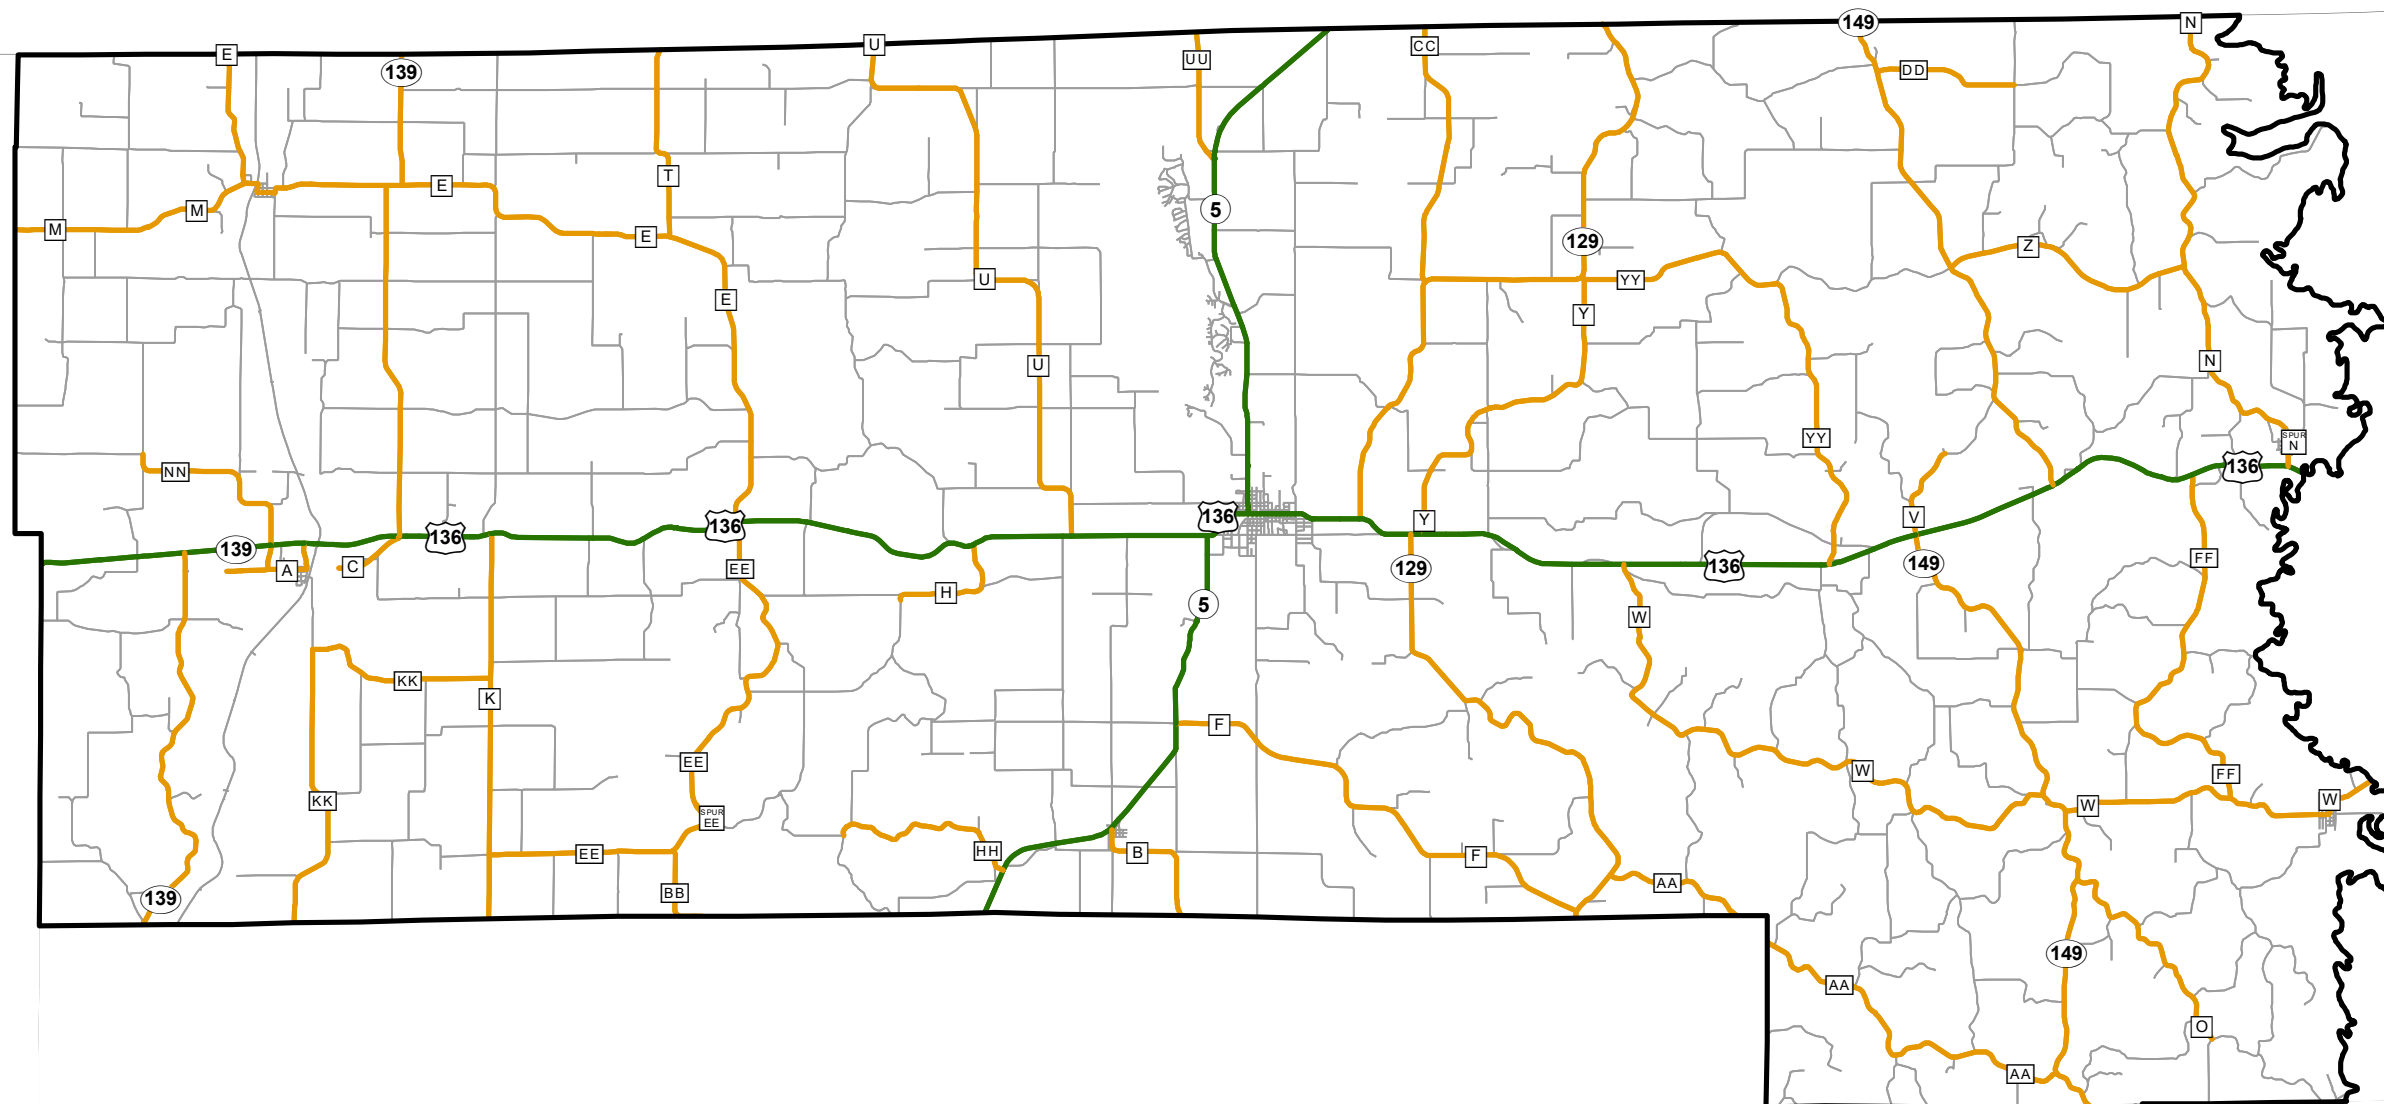 E
U
149
N
139
UU
CC
DD
T
E
M
M
5
E
129
Z
U
YY
E
Y
U
N
YY
SPUR
N
NN
136
136
136
136
Y
V
139
A
C
EE
129
136
149
FF
H
5
W
KK
K
F
EE
W
FF
KK
SPUR
EE
W
W
EE
HH
B
F
AA
BB
139
149
AA
O
AA